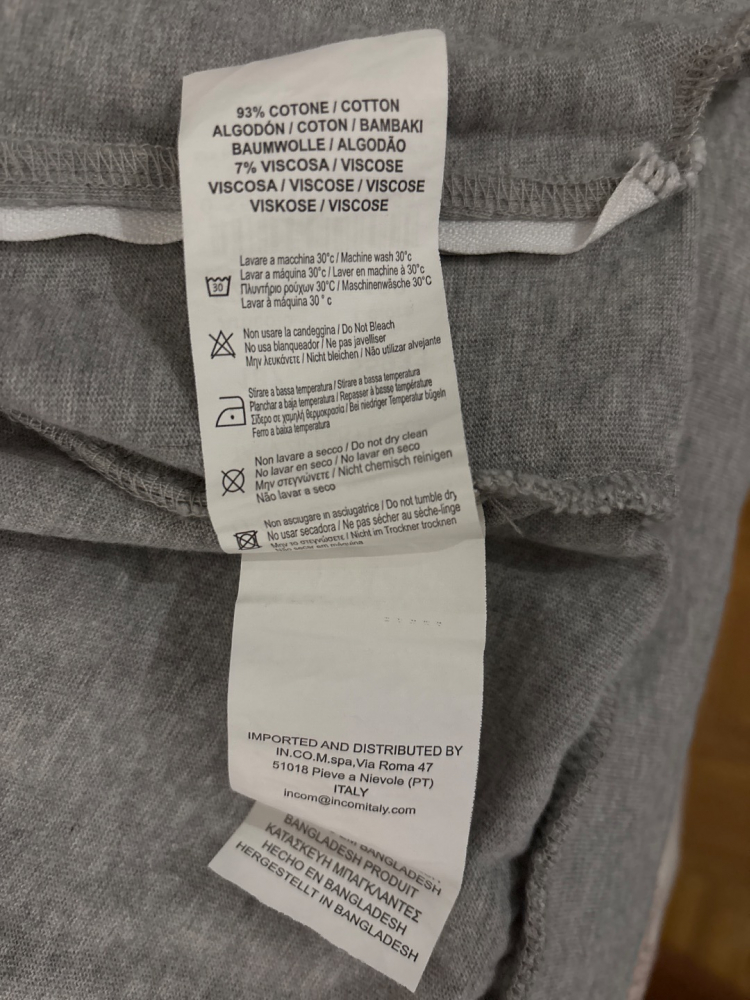 93% COTONE / COTTON
ALGODÓN / COTON / BAMBAKI
BAUMWOLLE / ALGODÃO
7% VISCOSA / VISCOSE
VISCOSA / VISCOSE / VISCOSE
VISKOSE / VISCOSE
Lavare a macchina 30°c / Machine wash 30°c
Lavar a máquina 30°c / Laver en machine à 30°c
30 Πλυντήριο ρούχων 30°C / Maschinenwäsche 30°C
Lavar à máquina 30 ° c
Non usare la candeggina / Do Not Bleach
No usa blanqueador / Ne pas javelliser
Μην λευκάνετε / Nicht bleichen / Não utilizar alvejante
Stirare a bassa temperatura / Stirare a bassa temperatura
Planchar a baja temperatura / Repasser à basse température
Σίδερο σε χαμηλή θερμοκρασία / Bei niedriger Temperatur bügeln
Ferro a baixa temperatura
Non lavare a secco / Do not dry clean
No lavar en seco / No lavar en seco
Μην στεγνώνετε / Nicht chemisch reinigen
Não lavar a seco
Non asciugare in asciugatrice / Do not tumble dry
No usar secadora / Ne pas sécher au sèche-linge
Μην το στεγνώσετε / Nicht im Trockner trocknen
IMPORTED AND DISTRIBUTED BY
IN.CO.M.spa,Via Roma 47
51018 Pieve a Nievole (PT)
ITALY
incom@incomitaly.com
BANGLADESH
BANGLADESH PRODUIT
ΚΑΤΑΣΚΕΥΗ ΜΠΑΓΚΛΑΝΤΕΣ
HECHO EN BANGLADESH
HERGESTELLT IN BANGLADESH